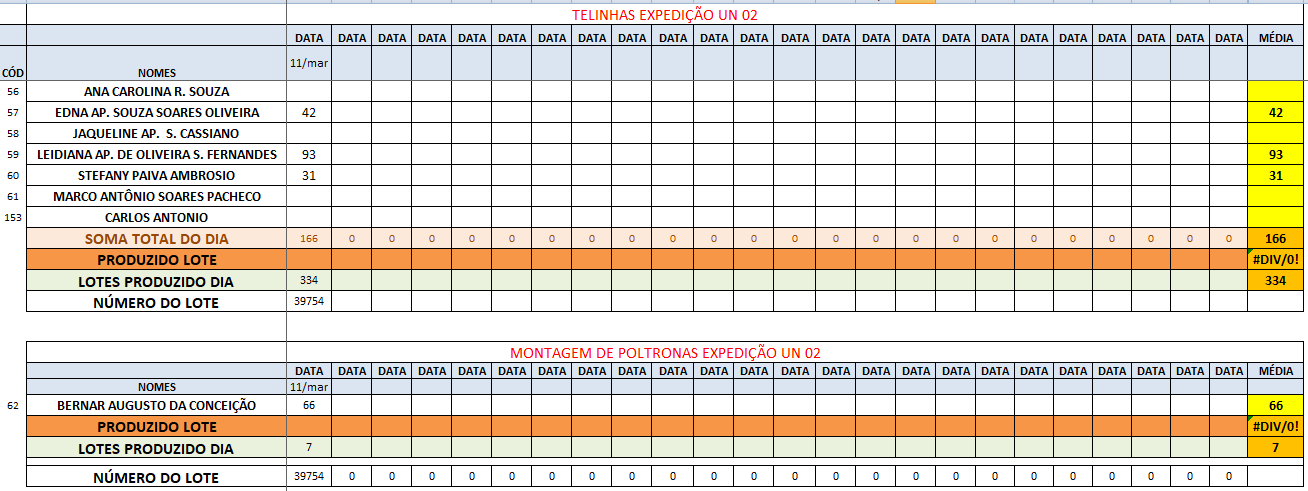 TELINHAS EXPEDIÇÃO UN 02
DATA DATA DATA DATA DATA DATA DATA DATA DATA DATA DATA DATA DATA DATA DATA DATA DATA DATA DATA DATA DATA DATA DATA DATA MÉDIA
CÓD NOMES 11/mar
56 ANA CAROLINA R. SOUZA
57 EDNA AP. SOUZA SOARES OLIVEIRA 42 42
58 JAQUELINE AP. S. CASSIANO
59 LEIDIANA AP. DE OLIVEIRA S. FERNANDES 93 93
60 STEFANY PAIVA AMBROSIO 31 31
61 MARCO ANTÔNIO SOARES PACHECO
153 CARLOS ANTONIO
SOMA TOTAL DO DIA 166 0 0 0 0 0 0 0 0 0 0 0 0 0 0 0 0 0 0 0 0 0 0 0 166
PRODUZIDO LOTE #DIV/0!
LOTES PRODUZIDO DIA 334 334
NÚMERO DO LOTE 39754
MONTAGEM DE POLTRONAS EXPEDIÇÃO UN 02
DATA DATA DATA DATA DATA DATA DATA DATA DATA DATA DATA DATA DATA DATA DATA DATA DATA DATA DATA DATA DATA DATA DATA DATA MÉDIA
NOMES 11/mar
62 BERNAR AUGUSTO DA CONCEIÇÃO 66 66
PRODUZIDO LOTE #DIV/0!
LOTES PRODUZIDO DIA 7 7
NÚMERO DO LOTE 39754 0 0 0 0 0 0 0 0 0 0 0 0 0 0 0 0 0 0 0 0 0 0 0